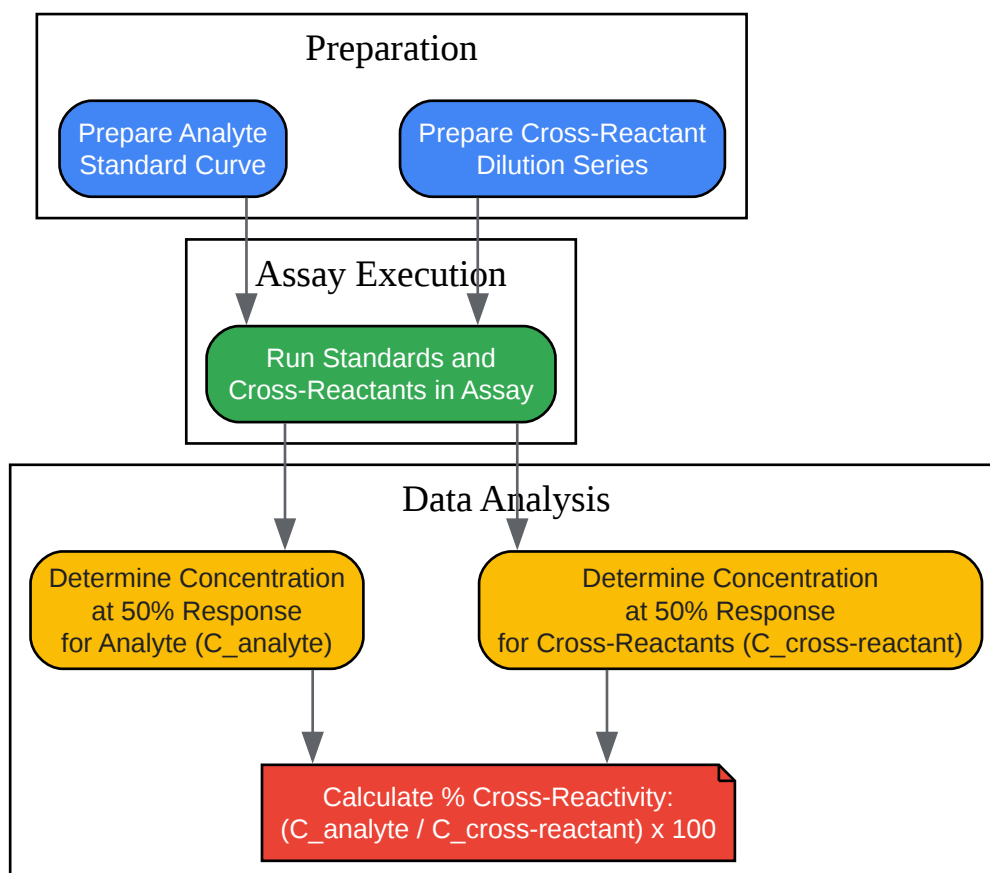 Preparation
Prepare Analyte
Standard Curve
Prepare Cross-Reactant
Dilution Series
Assay Execution
Run Standards and
Cross-Reactants in Assay
Data Analysis
Determine Concentration
at 50% Response
for Analyte (C_analyte)
Determine Concentration
at 50% Response
for Cross-Reactants (C_cross-reactant)
Calculate % Cross-Reactivity:
(C_analyte / C_cross-reactant) x 100